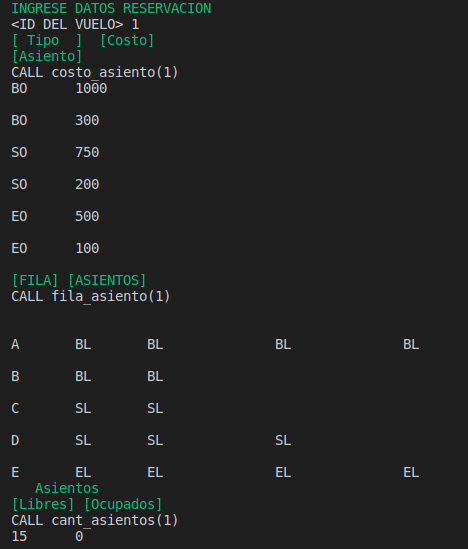 INGRESE DATOS RESERVACION
<ID DEL VUELO> 1
[ Tipo  ]  [Costo]
[Asiento]
CALL costo_asiento(1)
BO      1000
BO      300
SO      750
SO      200
EO      500
EO      100
[FILA] [ASIENTOS]
CALL fila_asiento(1)
A       BL       BL              BL              BL
B       BL       BL
C       SL       SL
D       SL       SL              SL
E       EL       EL              EL              EL
   Asientos
[Libres] [Ocupados]
CALL cant_asientos(1)
15      0